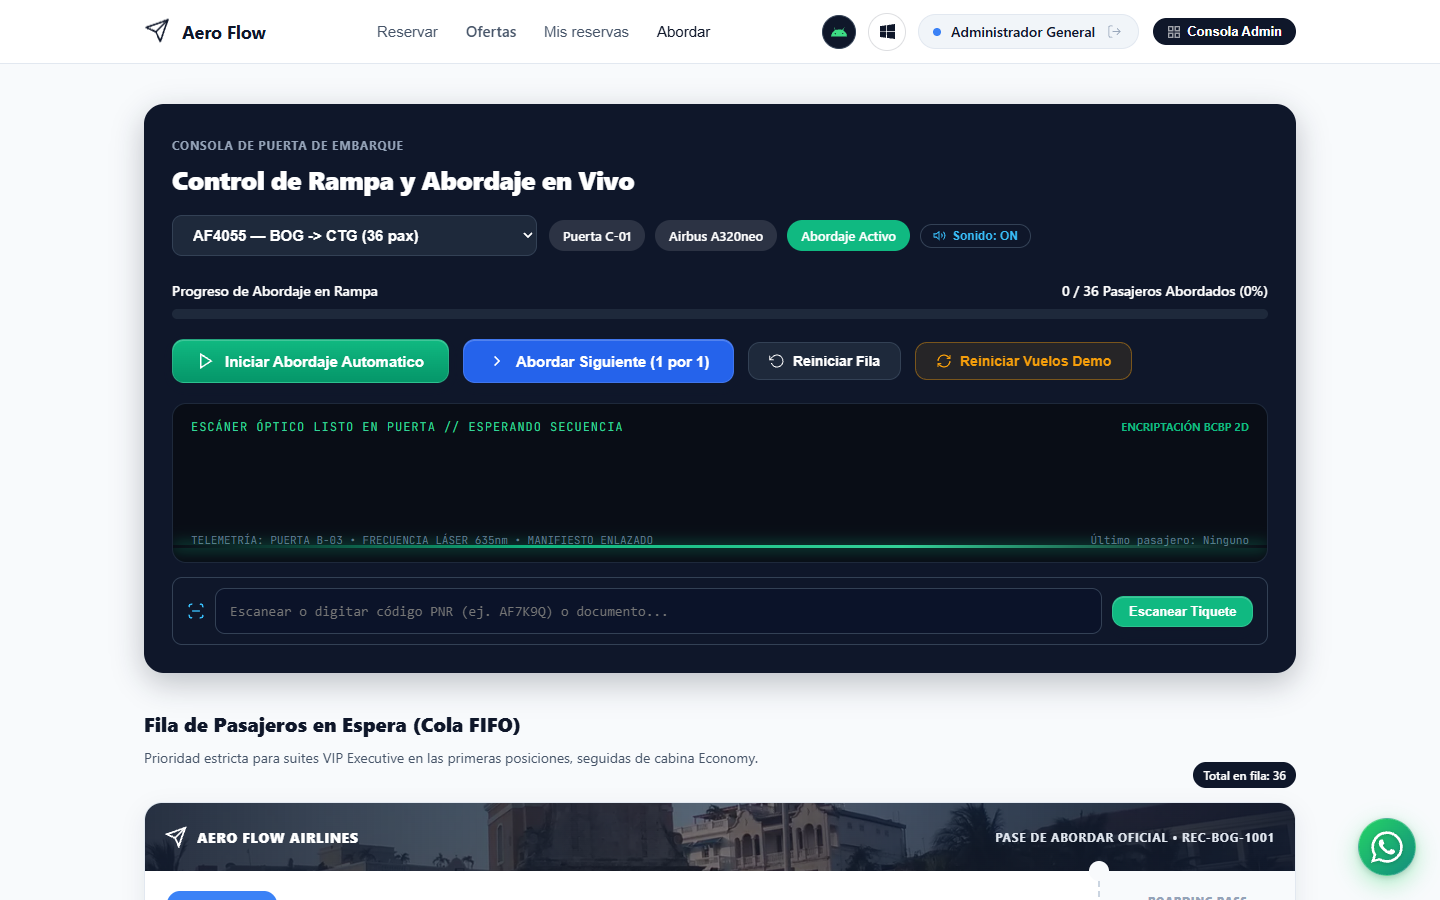 Aero Flow
Reservar
Ofertas
Mis reservas
Abordar
Administrador General
Consola Admin
CONSOLA DE PUERTA DE EMBARQUE
Control de Rampa y Abordaje en Vivo
AF4055 — BOG -> CTG (36 pax)
Puerta C-01
Airbus A320neo
Abordaje Activo
Sonido: ON
Progreso de Abordaje en Rampa
0 / 36 Pasajeros Abordados (0%)
Iniciar Abordaje Automatico
Abordar Siguiente (1 por 1)
Reiniciar Fila
Reiniciar Vuelos Demo
ESCÁNER ÓPTICO LISTO EN PUERTA // ESPERANDO SECUENCIA
ENCRIPTACIÓN BCBP 2D
TELEMETRÍA: PUERTA B-03 • FRECUENCIA LÁSER 635nm • MANIFIESTO ENLAZADO
Último pasajero: Ninguno
Escanear o digitar código PNR (ej. AF7K9Q) o documento...
Escanear Tiquete
Fila de Pasajeros en Espera (Cola FIFO)
Prioridad estricta para suites VIP Executive en las primeras posiciones, seguidas de cabina Economy.
Total en fila: 36
AERO FLOW AIRLINES
PASE DE ABORDAR OFICIAL • REC-BOG-1001
BOARDING PASS